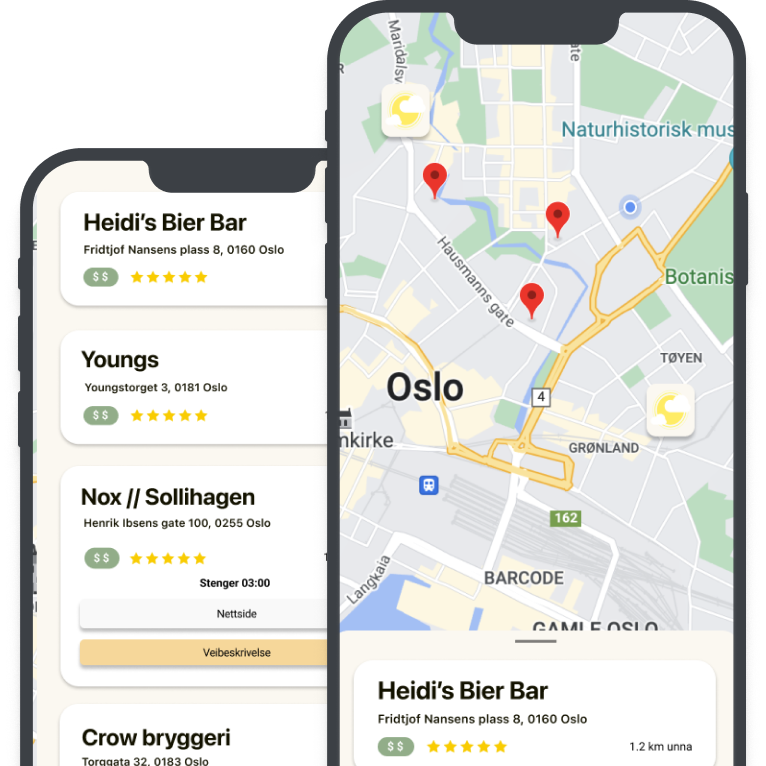 Heidi's Bier Bar
Fridtjof Nansens plass 8, 0160 Oslo
$ $
Youngs
Youngstorget 3, 0181 Oslo
$ $
Nox // Sollihagen
Henrik Ibsens gate 100, 0255 Oslo
$ $
Stenger 03:00
Nettside
Veibeskrivelse
Crow bryggeri
Torggata 32, 0183 Oslo
Maridalsv
ate
Naturhistorisk mus
Hausmanns gate
Botanis
TØYEN
Oslo
4
nkirke
GRØNLAND
162
BARCODE
Langkaia
GAMLE OSLO
Heidi's Bier Bar
Fridtjof Nansens plass 8, 0160 Oslo
$ $
1.2 km unna